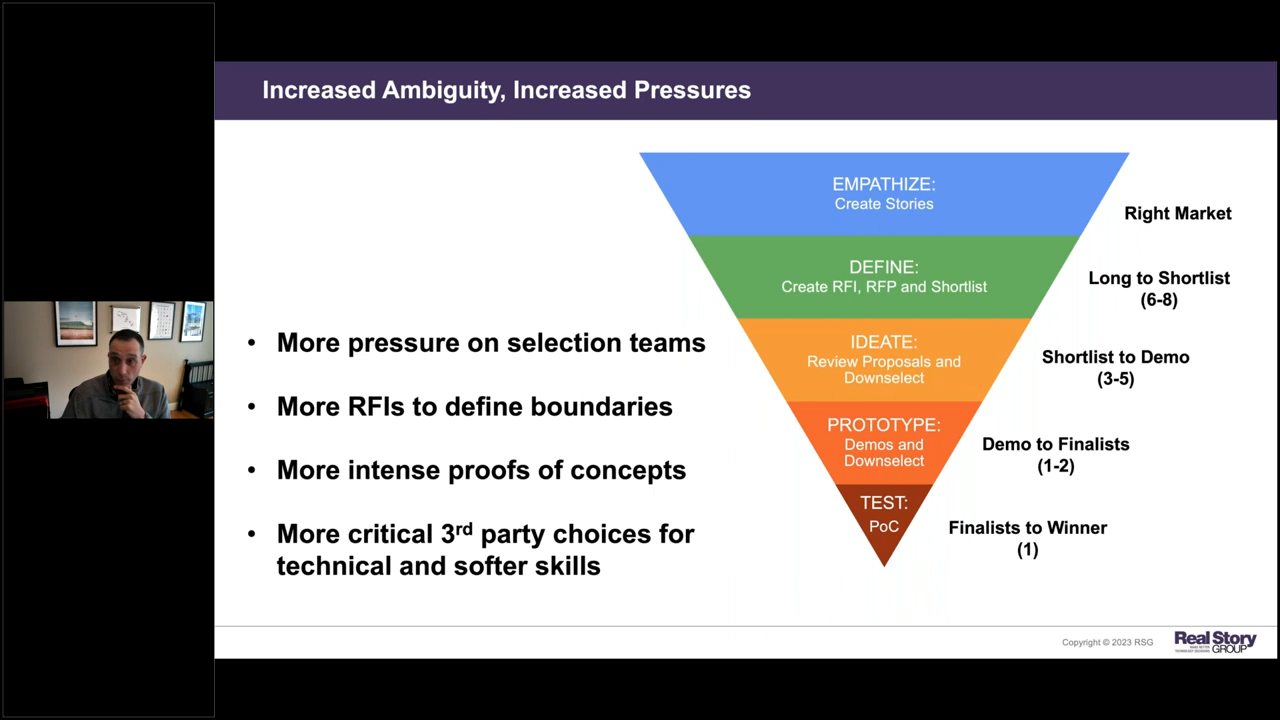 Increased Ambiguity, Increased Pressures
• More pressure on selection teams
• More RFIs to define boundaries
• More intense proofs of concepts
• More critical 3rd party choices for
technical and softer skills
EMPATHIZE:
Create Stories
Right Market
DEFINE:
Create RFI, RFP and Shortlist
Long to Shortlist
(6-8)
IDEATE:
Review Proposals and
Downselect
Shortlist to Demo
(3-5)
PROTOTYPE:
Demos and
Downselect
Demo to Finalists
(1-2)
TEST:
PoC
Finalists to Winner
(1)
Copyright © 2023 RSG
Real Story
GROUP
MAKE BETTER
TECHNOLOGY DECISIONS